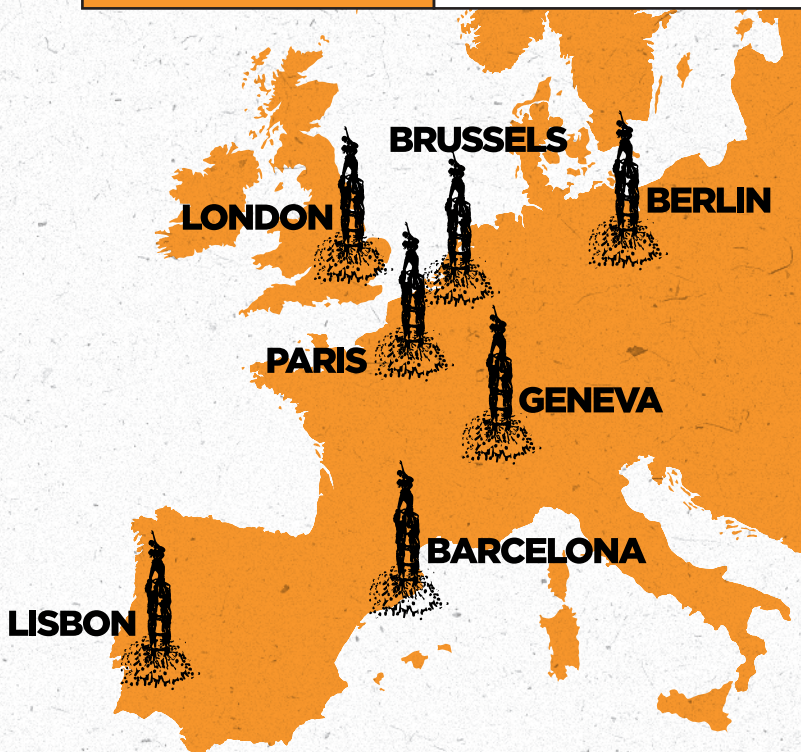 BRUSSELS
BERLIN
LONDON
PARIS
GENEVA
BARCELONA
LISBON